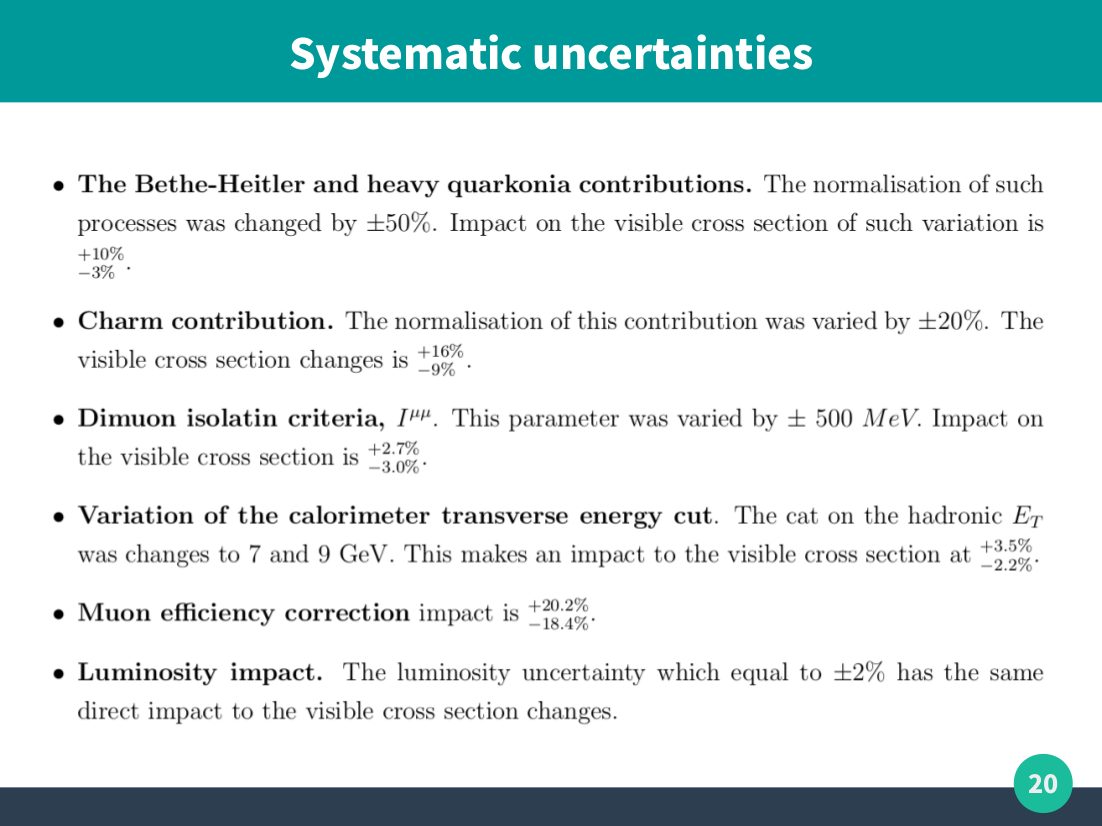 Systematic uncertainties
• The Bethe-Heitler and heavy quarkonia contributions. The normalisation of such
processes was changed by ±50%. Impact on the visible cross section of such variation is
+10%
−3% .
• Charm contribution. The normalisation of this contribution was varied by ±20%. The
visible cross section changes is +16% −9% .
• Dimuon isolatin criteria, I^μμ. This parameter was varied by ± 500 MeV. Impact on
the visible cross section is +2.7% −3.0%.
• Variation of the calorimeter transverse energy cut. The cat on the hadronic E_T
was changes to 7 and 9 GeV. This makes an impact to the visible cross section at +3.5% −2.2%.
• Muon efficiency correction impact is +20.2% −18.4%.
• Luminosity impact. The luminosity uncertainty which equal to ±2% has the same
direct impact to the visible cross section changes.
20